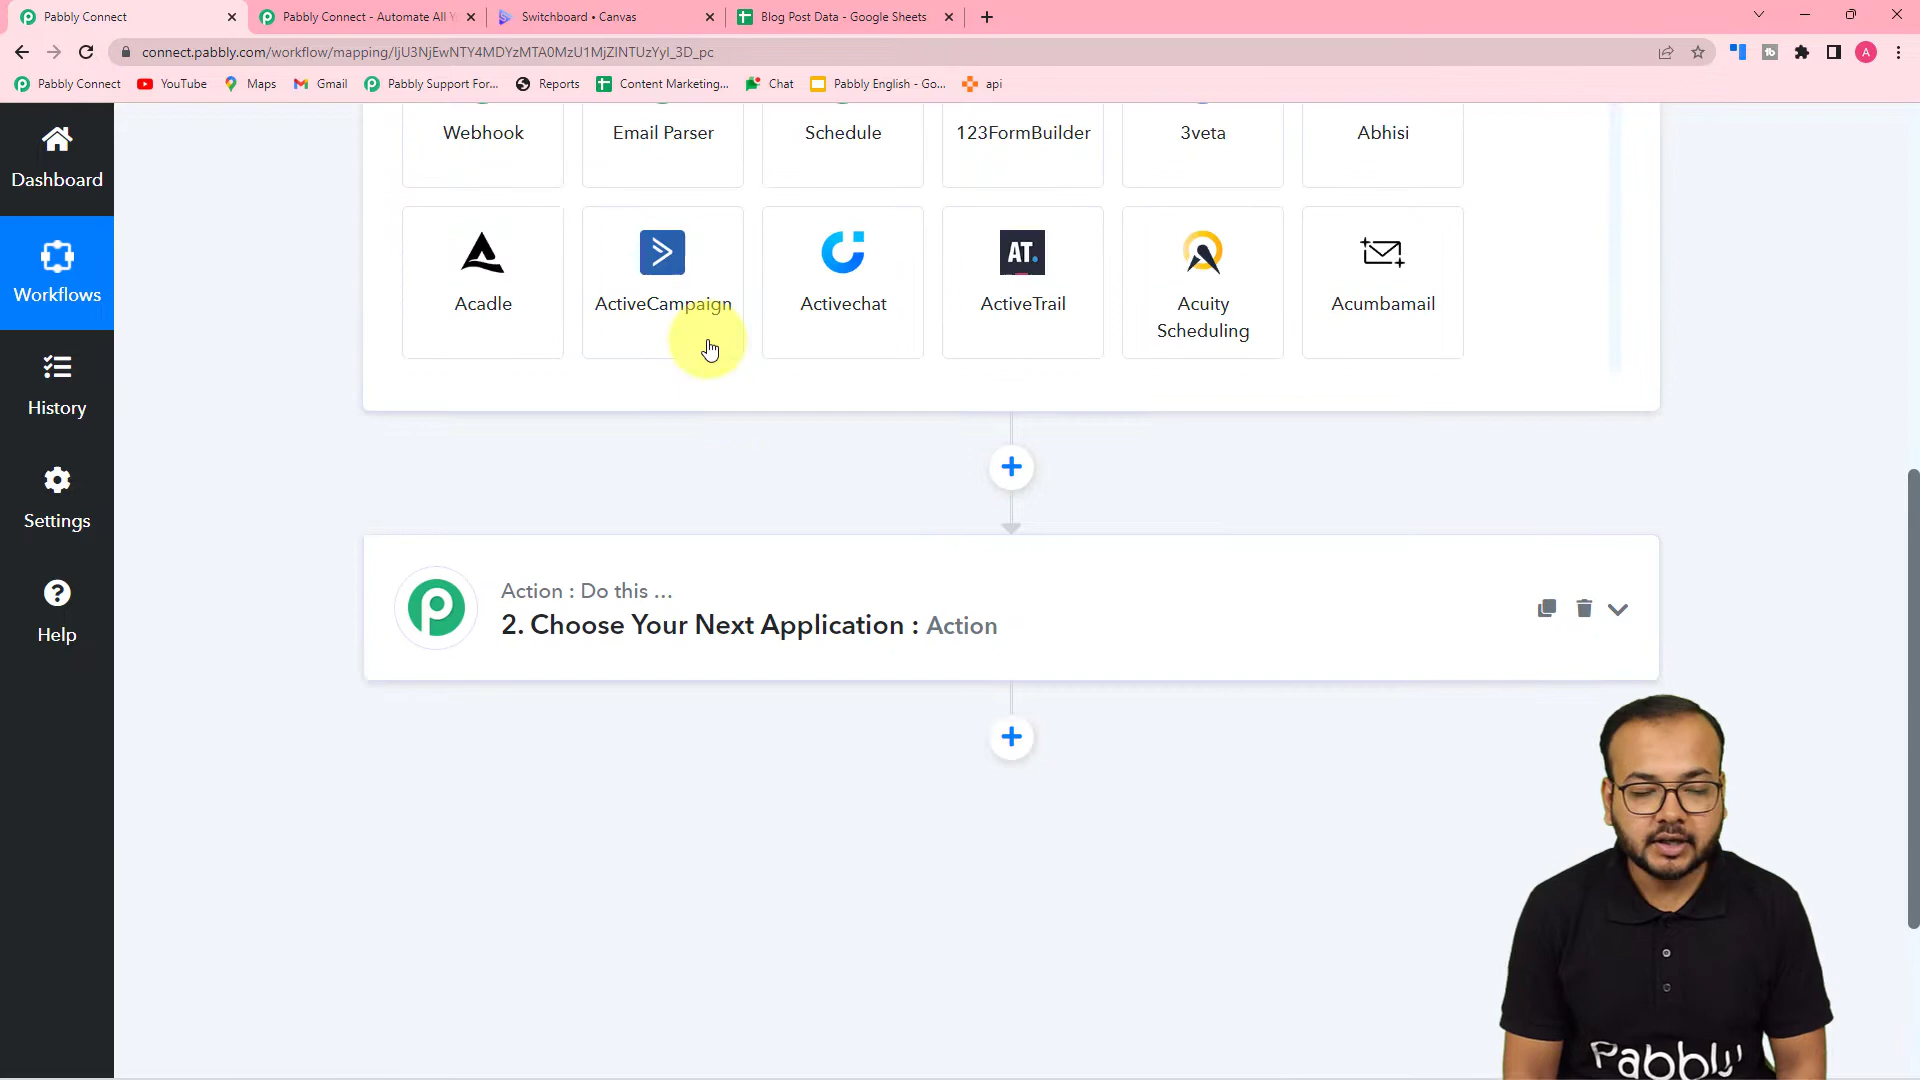 Pabbly Connect
Pabbly Connect - Automate All Y
Switchboard • Canvas
Blog Post Data - Google Sheets
connect.pabbly.com/workflow/mapping/IjU3NjEwNTY4MDYzMTA0MzU1MjZlNTUzYyI_3D_pc
A
Pabbly Connect
YouTube
Maps
Gmail
Pabbly Support For...
Reports
Content Marketing...
Chat
Pabbly English - Go...
api
Dashboard
Workflows
History
Settings
Help
Webhook
Email Parser
Schedule
123FormBuilder
3veta
Abhisi
AT.
Acadle
ActiveCampaign
Activechat
ActiveTrail
Acuity
Scheduling
Acumbamail
Action : Do this ...
2. Choose Your Next Application : Action
Pabbly